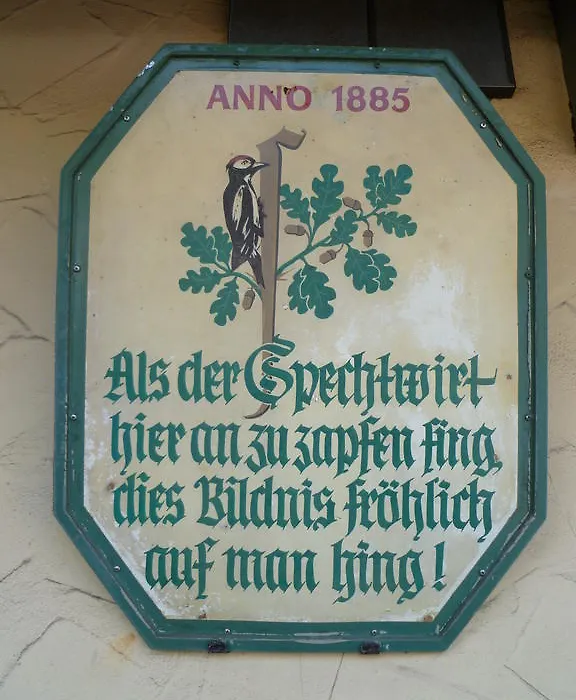 ANNO 1885
Als der Spechtwirt
hier an zu zapfen fing,
dies Bildnis fröhlich
auf man hing!